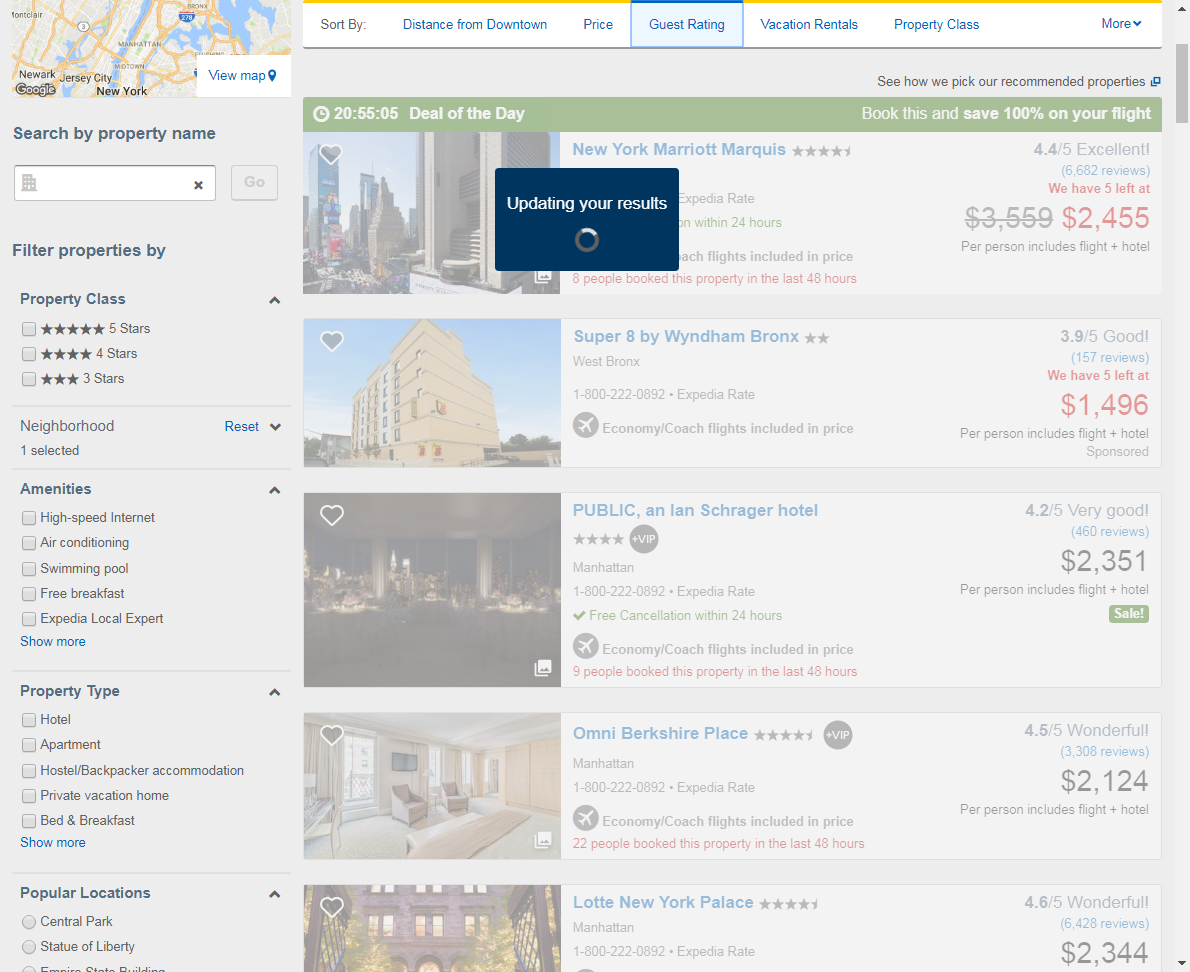 Montclair
BRONX
278
3
MANHATTAN
MIDTOWN
Newark
Jersey City
New York
Google
View map
Search by property name
Go
Filter properties by
Property Class
5 Stars
4 Stars
3 Stars
Neighborhood
Reset
1 selected
Amenities
High-speed Internet
Air conditioning
Swimming pool
Free breakfast
Expedia Local Expert
Show more
Property Type
Hotel
Apartment
Hostel/Backpacker accommodation
Private vacation home
Bed & Breakfast
Show more
Popular Locations
Central Park
Statue of Liberty
Empire State Building
Sort By:
Distance from Downtown
Price
Guest Rating
Vacation Rentals
Property Class
More
See how we pick our recommended properties
20:55:05 Deal of the Day
Book this and save 100% on your flight
New York Marriott Marquis
Expedia Rate
within 24 hours
Coach flights included in price
8 people booked this property in the last 48 hours
4.4/5 Excellent!
(6,682 reviews)
We have 5 left at
$3,559 $2,455
Per person includes flight + hotel
Updating your results
Super 8 by Wyndham Bronx
West Bronx
1-800-222-0892 • Expedia Rate
Economy/Coach flights included in price
3.9/5 Good!
(157 reviews)
We have 5 left at
$1,496
Per person includes flight + hotel
Sponsored
PUBLIC, an Ian Schrager hotel
+VIP
Manhattan
1-800-222-0892 • Expedia Rate
Free Cancellation within 24 hours
Economy/Coach flights included in price
9 people booked this property in the last 48 hours
4.2/5 Very good!
(460 reviews)
$2,351
Per person includes flight + hotel
Sale!
Omni Berkshire Place
+VIP
Manhattan
1-800-222-0892 • Expedia Rate
Economy/Coach flights included in price
22 people booked this property in the last 48 hours
4.5/5 Wonderful!
(3,308 reviews)
$2,124
Per person includes flight + hotel
Lotte New York Palace
Manhattan
1-800-222-0892 • Expedia Rate
4.6/5 Wonderful!
(6,428 reviews)
$2,344